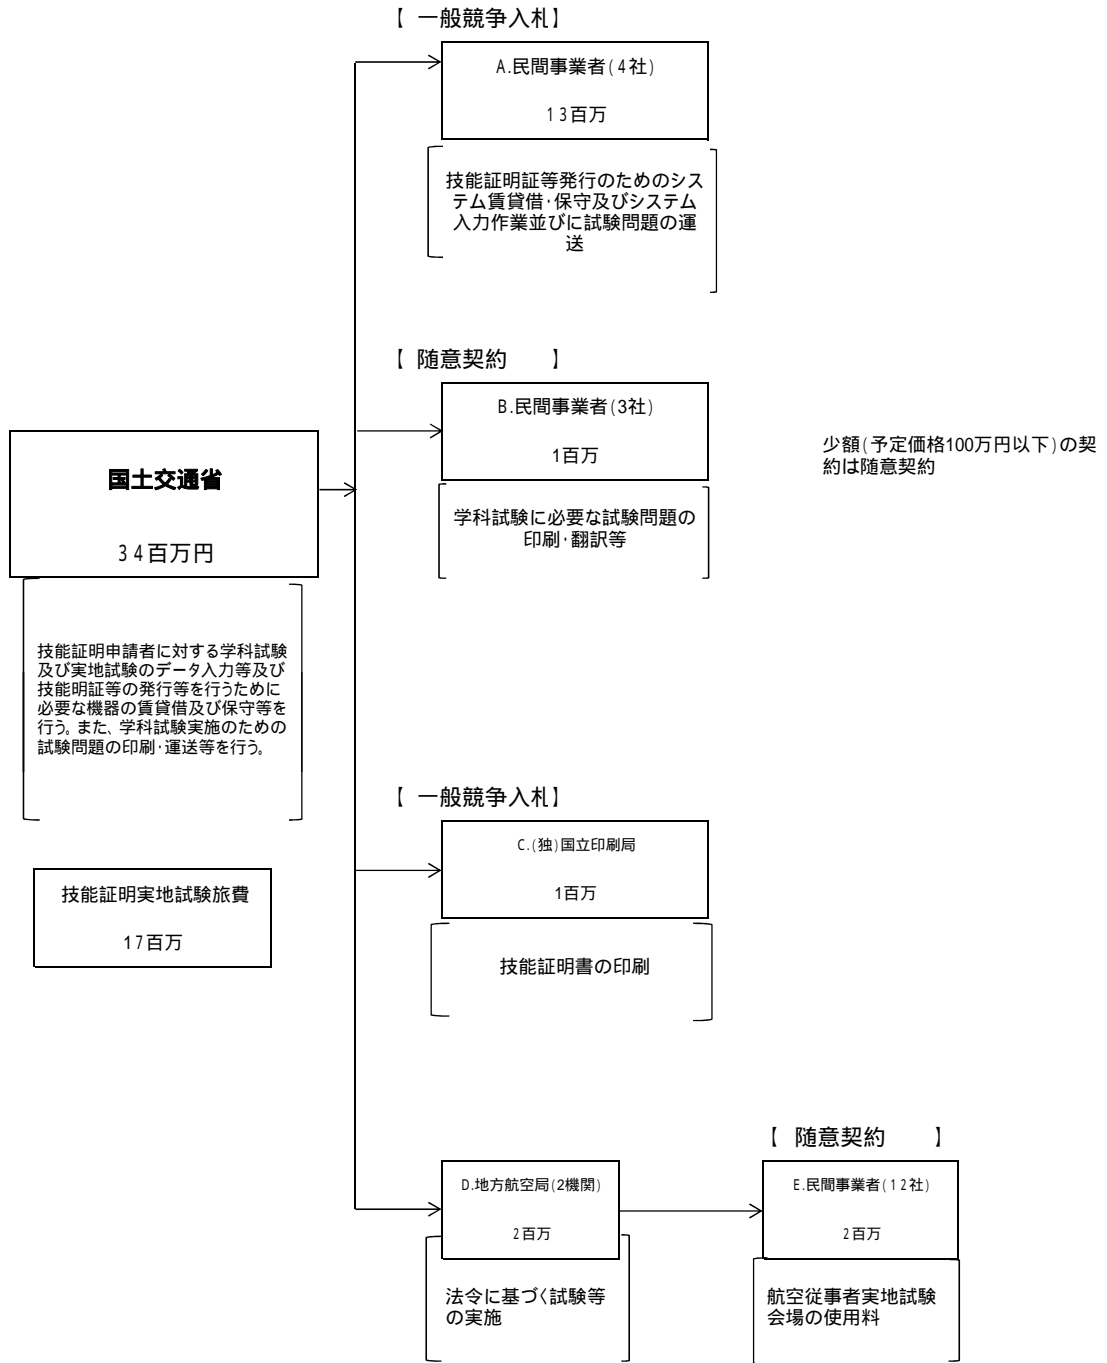 【 一般競争入札】
A.民間事業者(4社)
13百万
技能証明証等発行のためのシス
テム賃貸借・保守及びシステム
入力作業並びに試験問題の運
送
【 随意契約 】
B.民間事業者(3社)
1百万
学科試験に必要な試験問題の
印刷・翻訳等
少額(予定価格100万円以下)の契
約は随意契約
国土交通省
34百万円
技能証明申請者に対する学科試験
及び実地試験のデータ入力等及び
技能明証等の発行等を行うために
必要な機器の賃貸借及び保守等を
行う。また、学科試験実施のための
試験問題の印刷・運送等を行う。
技能証明実地試験旅費
17百万
【 一般競争入札】
C.(独)国立印刷局
1百万
技能証明書の印刷
D.地方航空局(2機関)
2百万
法令に基づく試験等
の実施
【 随意契約 】
E.民間事業者(12社)
2百万
航空従事者実地試験
会場の使用料